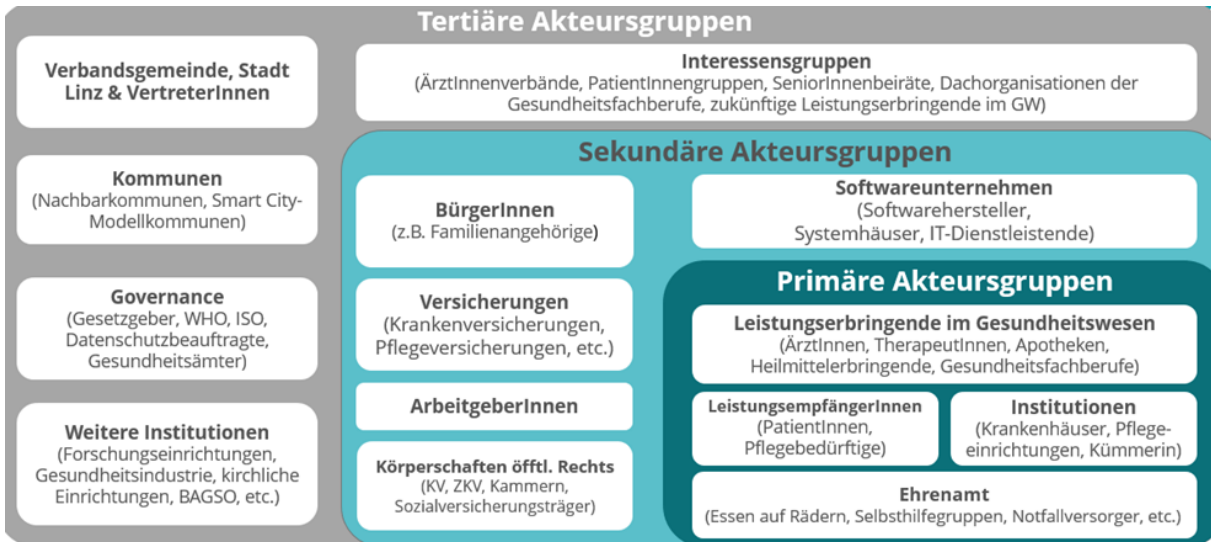 Tertiäre Akteursgruppen
Verbandsgemeinde, Stadt
Linz & VertreterInnen
Interessensgruppen
(ÄrztInnenverbände, PatientInnengruppen, SeniorInnenbeiräte, Dachorganisationen der
Gesundheitsfachberufe, zukünftige Leistungserbringende im GW)
Kommunen
(Nachbarkommunen, Smart City-
Modellkommunen)
Governance
(Gesetzgeber, WHO, ISO,
Datenschutzbeauftragte,
Gesundheitsämter)
Weitere Institutionen
(Forschungseinrichtungen,
Gesundheitsindustrie, kirchliche
Einrichtungen, BAGSO, etc.)
Sekundäre Akteursgruppen
BürgerInnen
(z.B. Familienangehörige)
Softwareunternehmen
(Softwarehersteller,
Systemhäuser, IT-Dienstleistende)
Versicherungen
(Krankenversicherungen,
Pflegeversicherungen, etc.)
ArbeitgeberInnen
Körperschaften öfftl. Rechts
(KV, ZKV, Kammern,
Sozialversicherungsträger)
Primäre Akteursgruppen
Leistungserbringende im Gesundheitswesen
(ÄrztInnen, TherapeutInnen, Apotheken,
Heilmittelerbringende, Gesundheitsfachberufe)
LeistungsempfängerInnen
(PatientInnen,
Pflegebedürftige)
Institutionen
(Krankenhäuser, Pflege-
einrichtungen, Kümmerin)
Ehrenamt
(Essen auf Rädern, Selbsthilfegruppen, Notfallversorger, etc.)